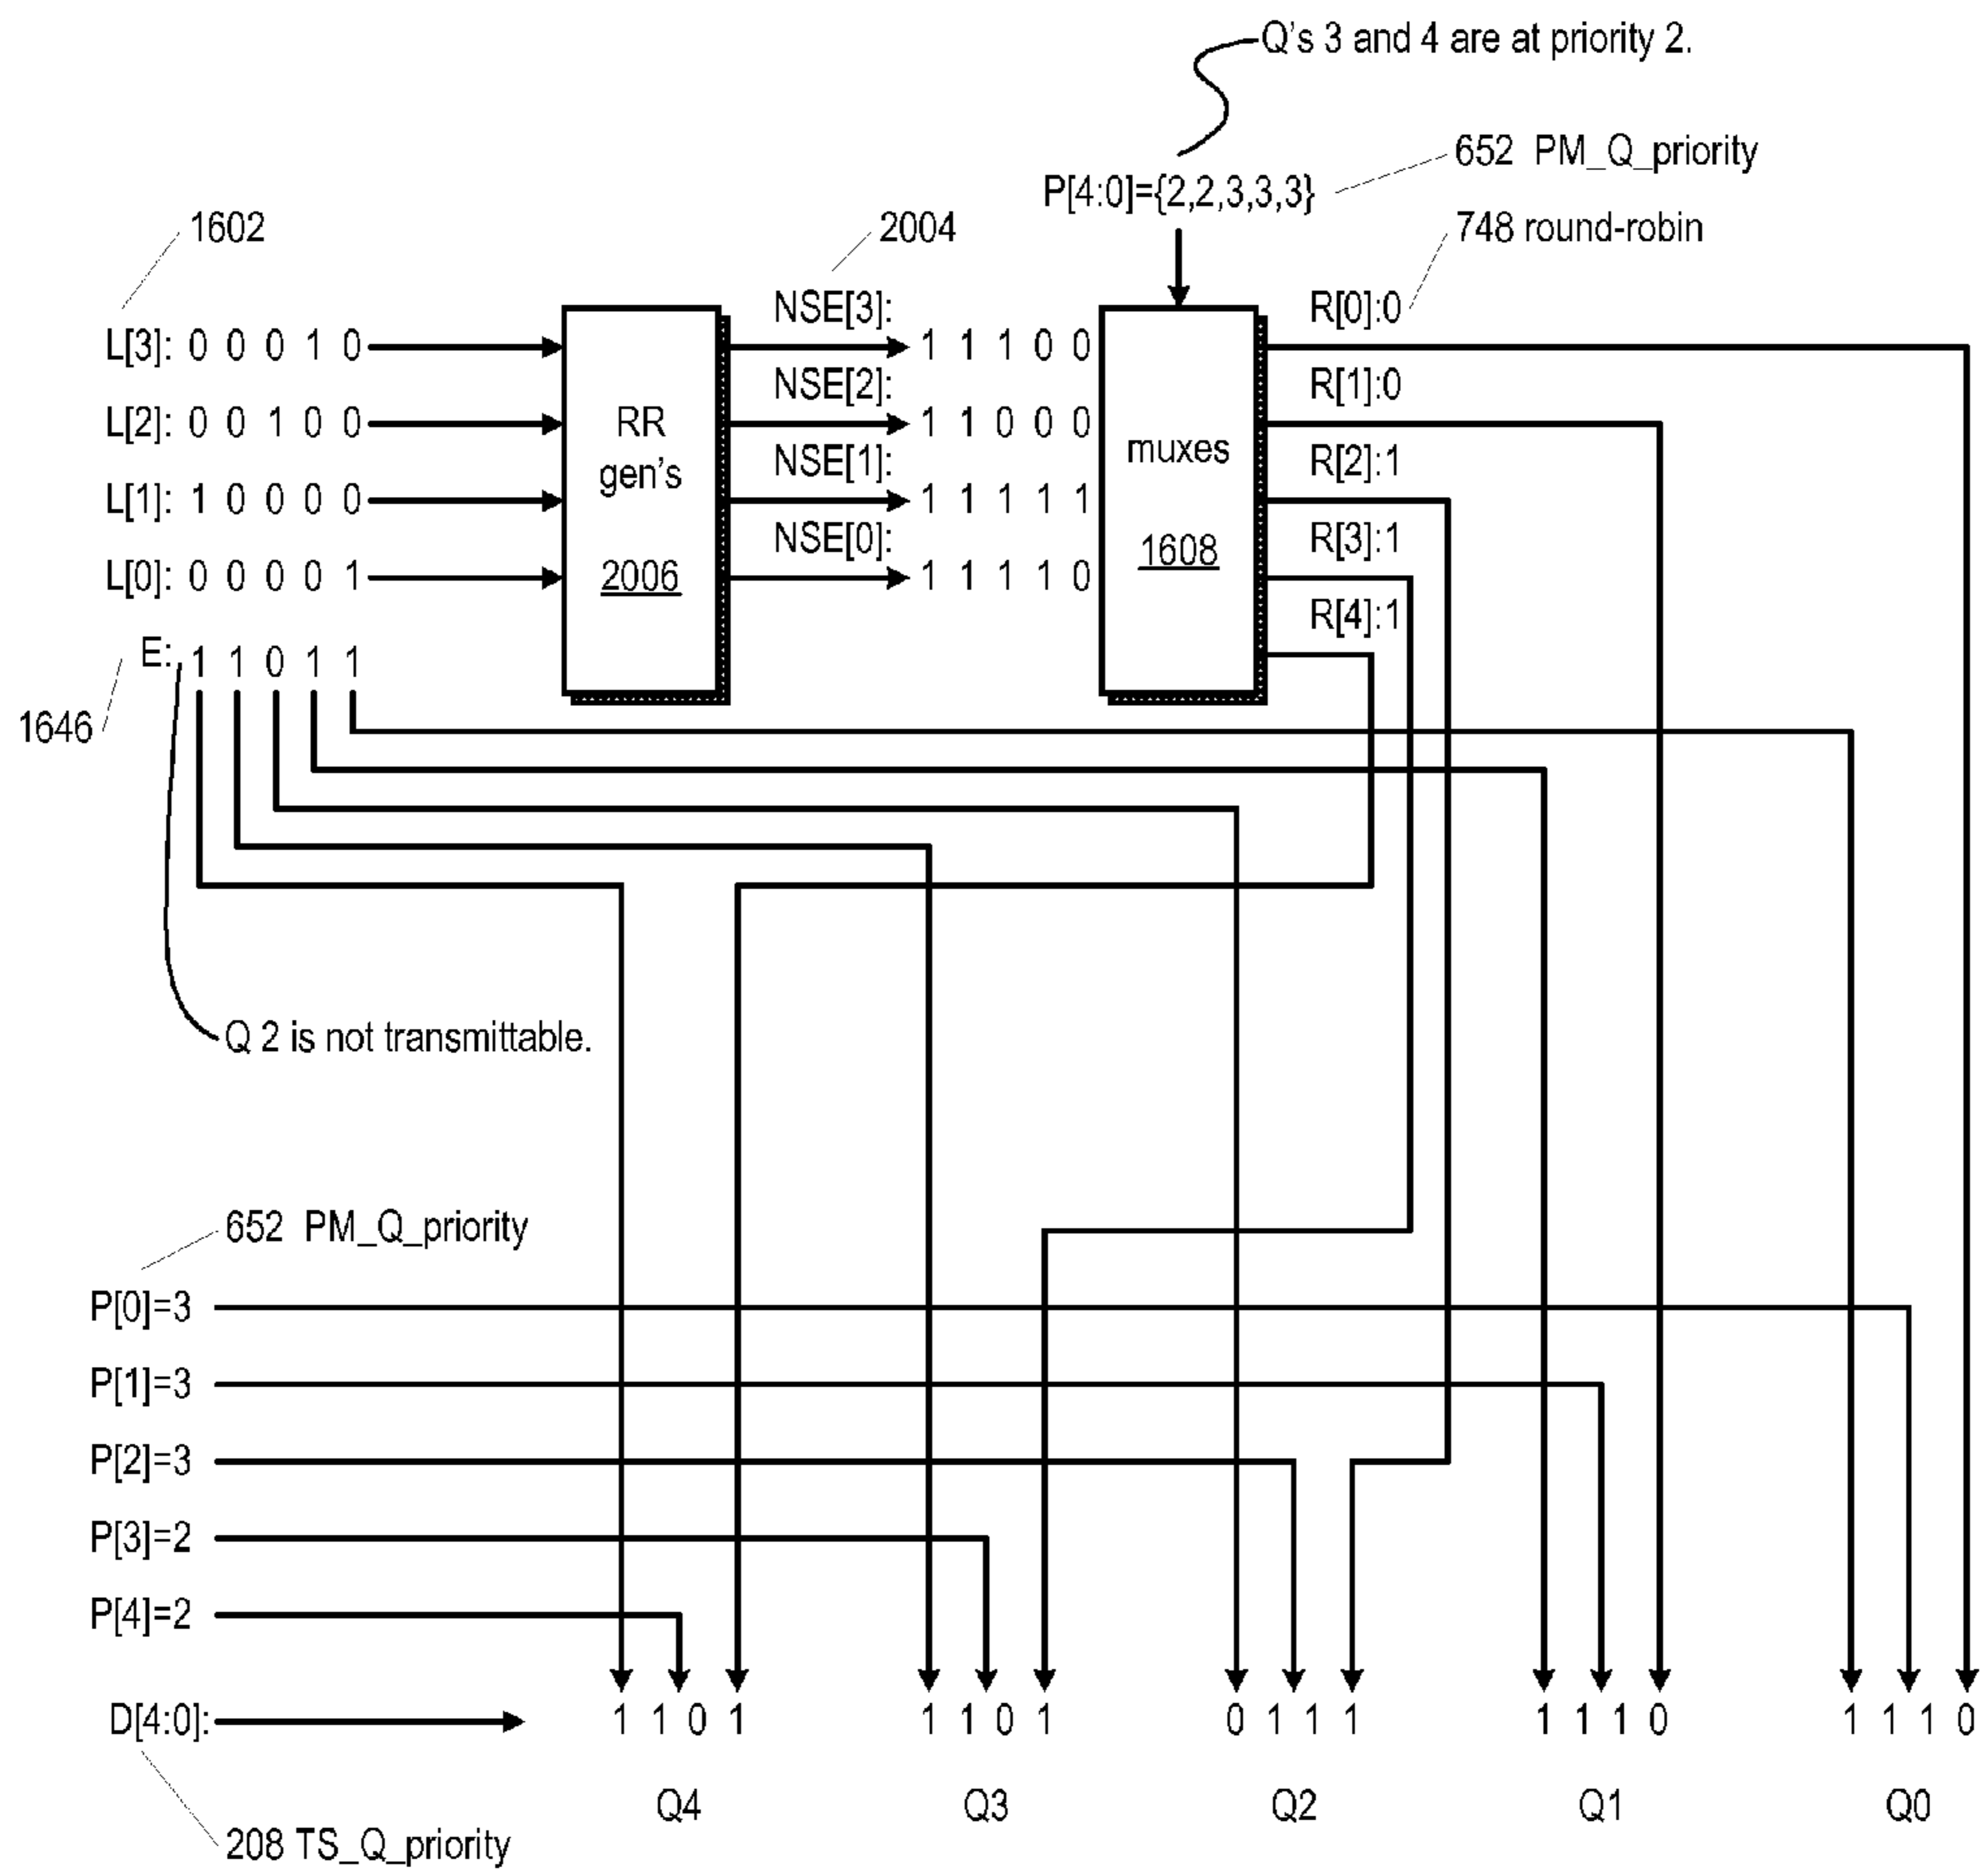 Q's 3 and 4 are at priority 2.
652 PM_Q_priority
P[4:0]={2,2,3,3,3}
1602
2004
748 round-robin
NSE[3]:
R[0]:0
L[3]: 0 0 0 1 0
1 1 1 0 0
NSE[2]:
R[1]:0
L[2]: 0 0 1 0 0
RR
1 1 0 0 0
muxes
gen's
NSE[1]:
R[2]:1
L[1]: 1 0 0 0 0
1 1 1 1 1
NSE[0]:
1608
R[3]:1
L[0]: 0 0 0 0 1
2006
1 1 1 1 0
R[4]:1
E: 1 1 0 1 1
1646
Q 2 is not transmittable.
652 PM_Q_priority
P[0]=3
P[1]=3
P[2]=3
P[3]=2
P[4]=2
D[4:0]: 1 1 0 1 1 1 0 1 0 1 1 1 1 1 1 0 1 1 1 0
Q4 Q3 Q2 Q1 Q0
208 TS_Q_priority